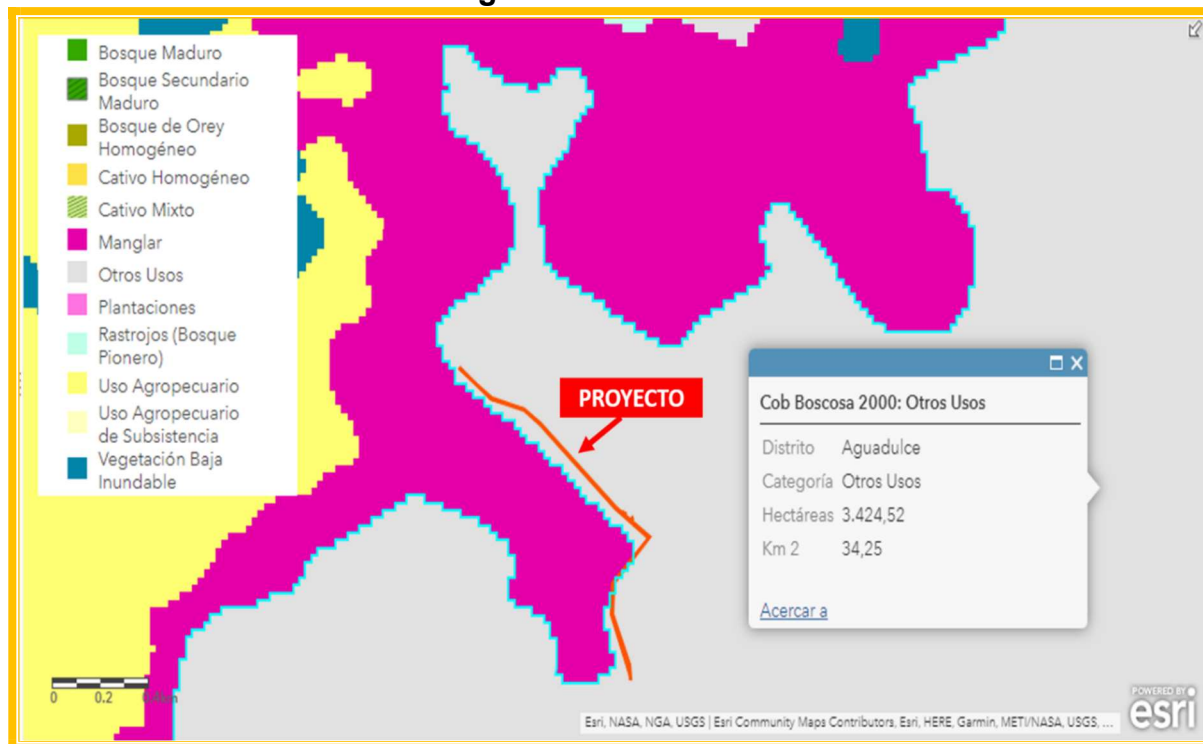 Bosque Maduro
Bosque Secundario
Maduro
Bosque de Orey
Homogéneo
Cativo Homogéneo
Cativo Mixto
Manglar
Otros Usos
Plantaciones
Rastrojos (Bosque
Pionero)
Uso Agropecuario
Uso Agropecuario
de Subsistencia
Vegetación Baja
Inundable
PROYECTO
Cob Boscosa 2000: Otros Usos
Distrito Aguadulce
Categoría Otros Usos
Hectáreas 3.424,52
Km 2 34,25
Acercar a
0 0.2
Esri, NASA, NGA, USGS | Esri Community Maps Contributors, Esri, HERE, Garmin, METI/NASA, USGS, ...
POWERED BY
esri